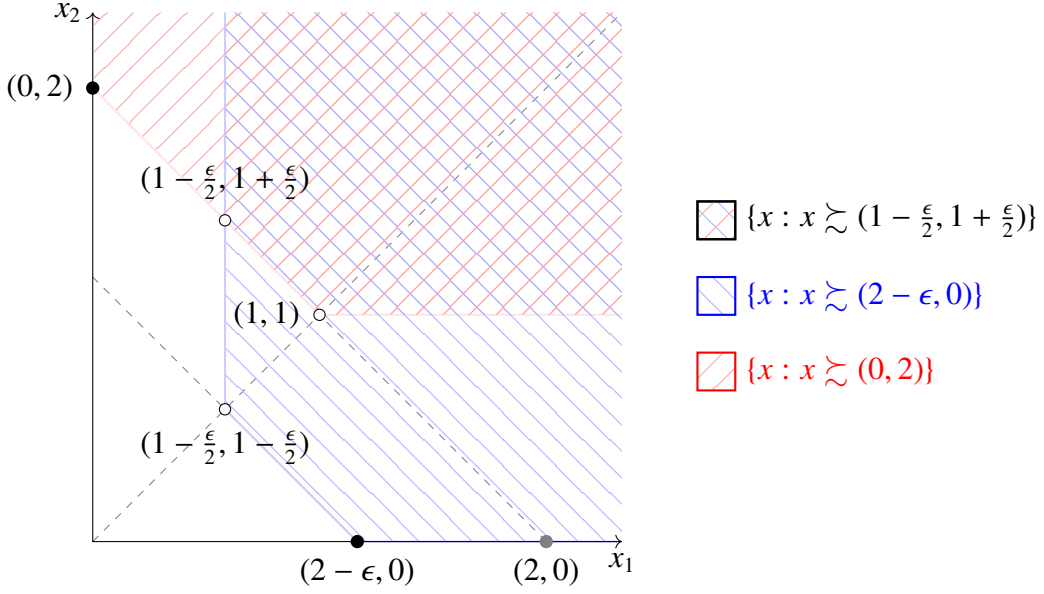 x₂
(0, 2)
(1 − ϵ/2, 1 + ϵ/2)
(1, 1)
(1 − ϵ/2, 1 − ϵ/2)
x₁
(2 − ϵ, 0)
(2, 0)
{x : x ≿ (1 − ϵ/2, 1 + ϵ/2)}
{x : x ≿ (2 − ϵ, 0)}
{x : x ≿ (0, 2)}